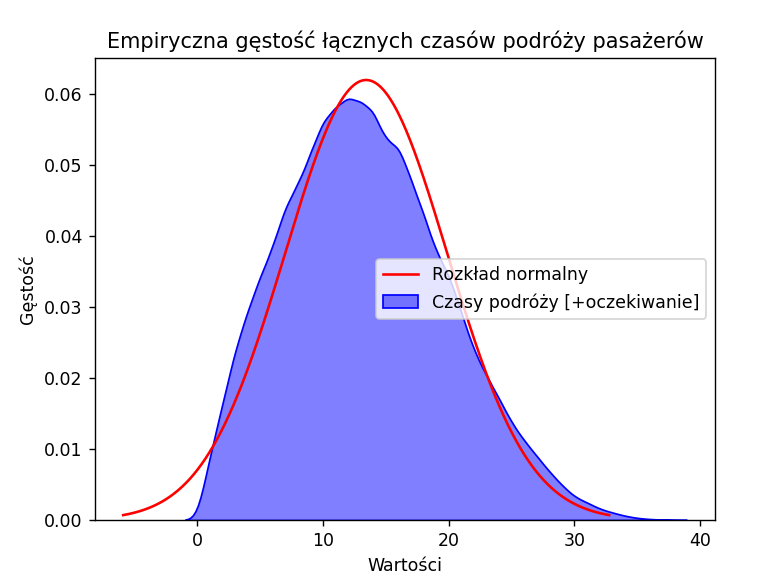 Empiryczna gęstość łącznych czasów podróży pasażerów
0.06
0.05
0.04
0.03
0.02
0.01
0.00
Gęstość
Rozkład normalny
Czasy podróży [+oczekiwanie]
0 10 20 30 40
Wartości